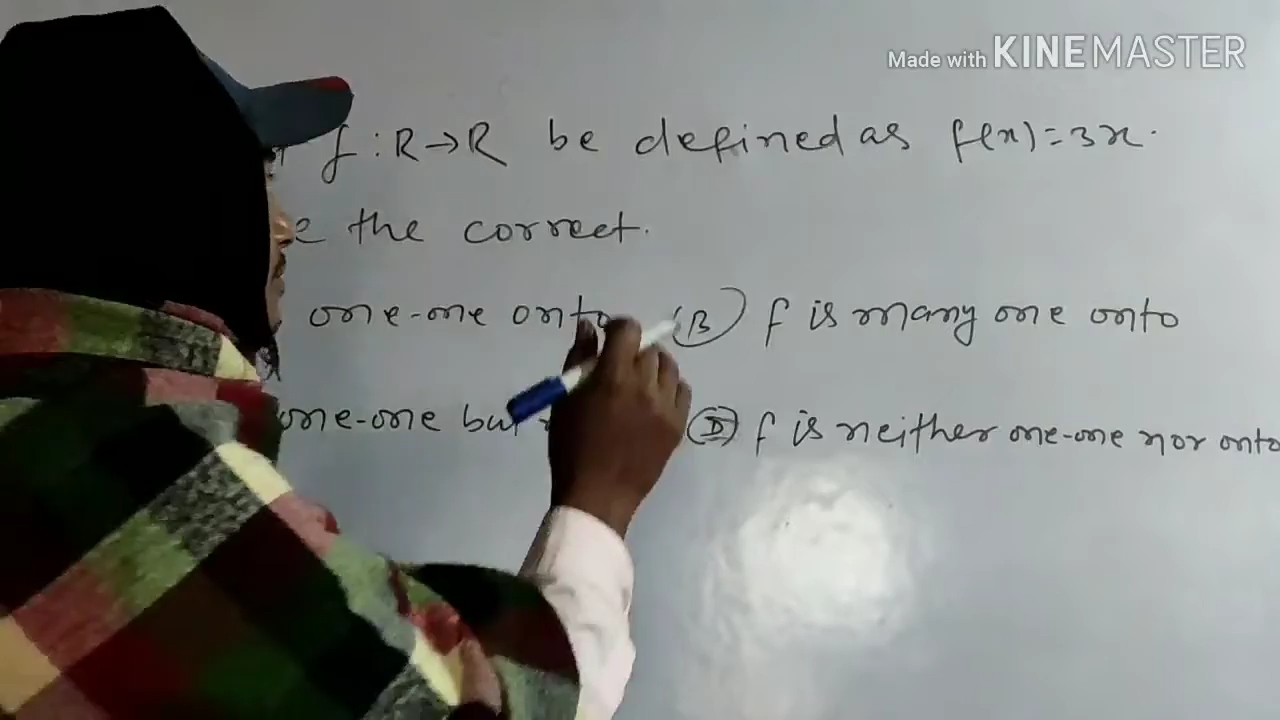 Made with KINEMASTER
f : R→R be defined as f(x)=3x.
the correct.
one-one onto (B) f is many one onto
one-one but (D) f is neither one-one nor onto